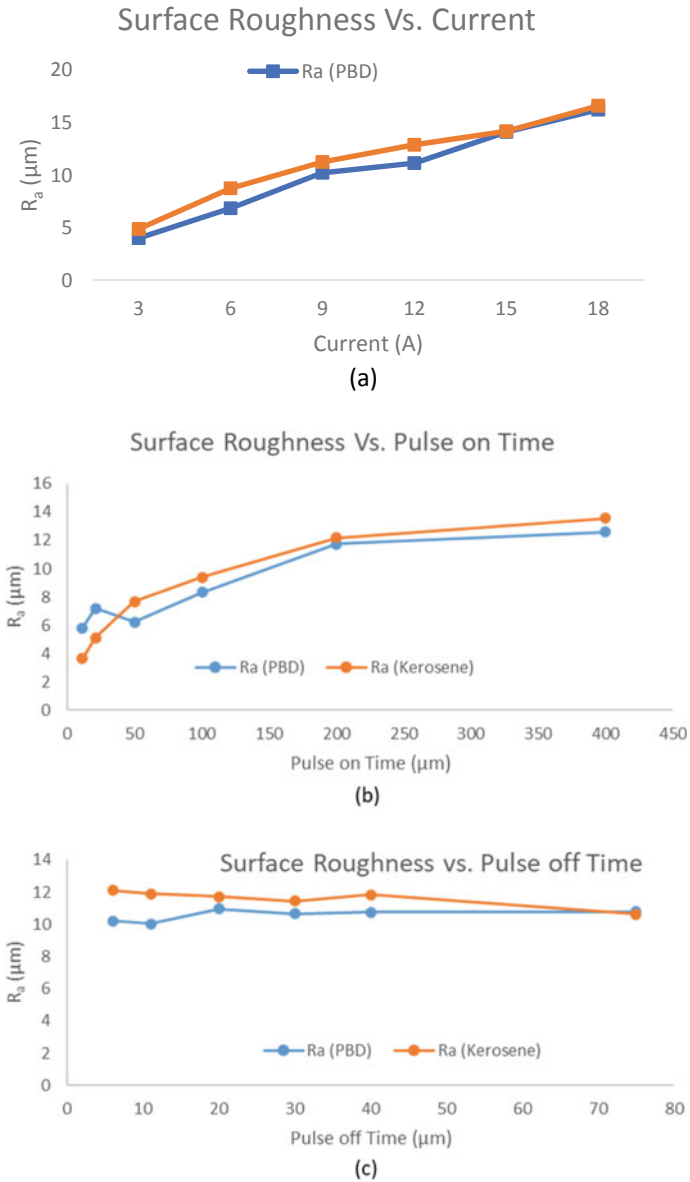 Surface Roughness Vs. Current
20
Ra (PBD)
15
10
5
0
Rₐ (µm)
3 6 9 12 15 18
Current (A)
(a)
Surface Roughness Vs. Pulse on Time
16
14
12
10
8
6
4
2
0
Rₐ (µm)
Ra (PBD) Ra (Kerosene)
0 50 100 150 200 250 300 350 400 450
Pulse on Time (µm)
(b)
Surface Roughness vs. Pulse off Time
14
12
10
8
6
4
2
0
Rₐ (µm)
Ra (PBD) Ra (Kerosene)
0 10 20 30 40 50 60 70 80
Pulse off Time (µm)
(c)